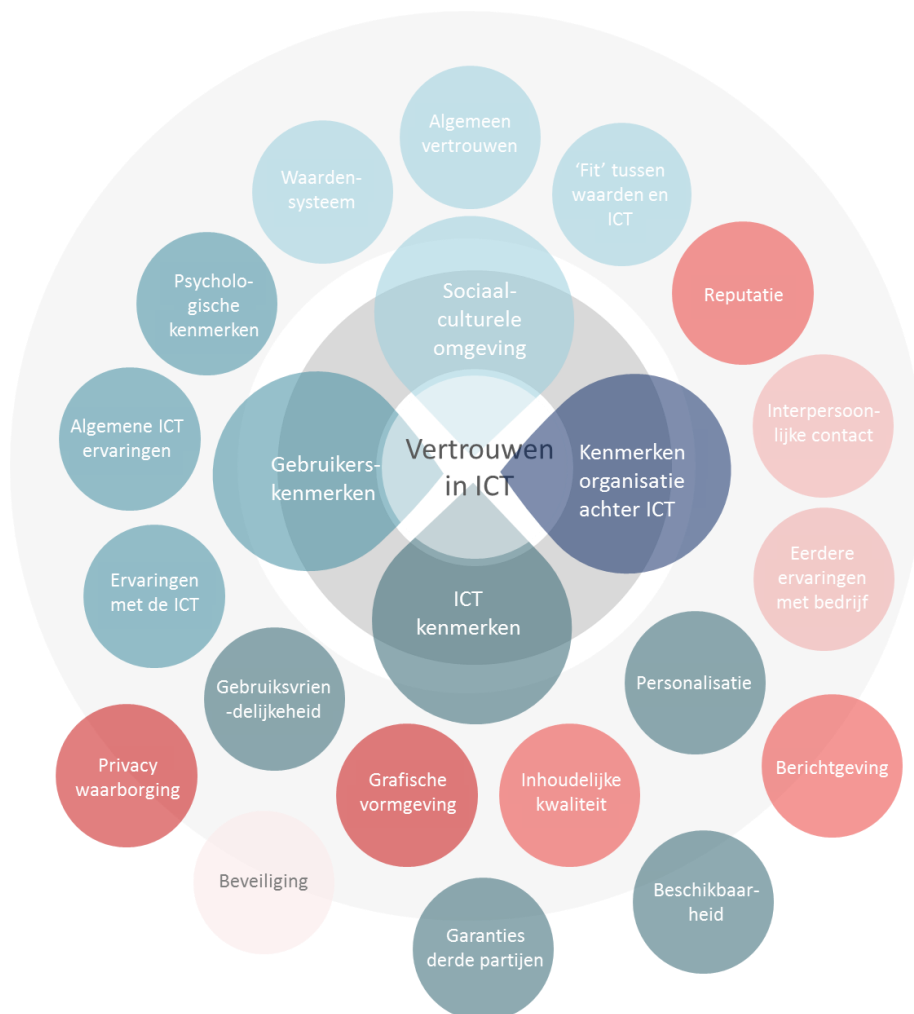 Algemeen
vertrouwen
Waarden-
systeem
‘Fit’ tussen
waarden en
ICT
Psycholo-
gische
kenmerken
Reputatie
Sociaal-
culturele
omgeving
Algemene ICT
ervaringen
Interpersoon-
lijke contact
Gebruikers-
kenmerken
Vertrouwen
in ICT
Kenmerken
organisatie
achter ICT
Ervaringen
met de ICT
Eerdere
ervaringen
met bedrijf
ICT
kenmerken
Gebruiksvrien
-delijkeheid
Personalisatie
Privacy
waarborging
Grafische
vormgeving
Inhoudelijke
kwaliteit
Berichtgeving
Beveiliging
Beschikbaar-
heid
Garanties
derde partijen